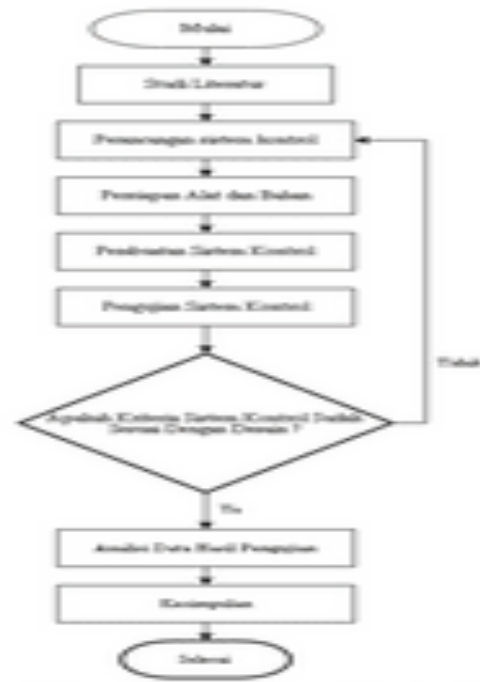 Mulai
Studi Literatur
Perancangan sistem kontrol
Persiapan Alat dan Bahan
Pembuatan Sistem Kontrol
Pengujian Sistem Kontrol
Tidak
Apakah Kriteria Sistem Kontrol Sudah
Sesuai Dengan Desain ?
Ya
Analisi Data Hasil Pengujian
Kesimpulan
Selesai